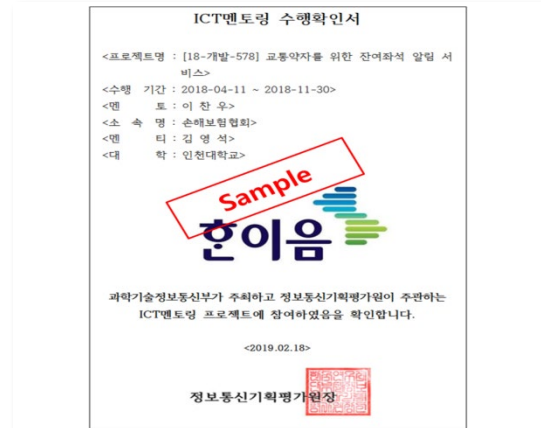 ICT멘토링 수행확인서
<프로젝트명 : [18-개발-578] 교통약자를 위한 잔여좌석 알림 서
비스>
<수행 기간 : 2018-04-11 ~ 2018-11-30>
<멘 토 : 이 찬 우>
<소 속 명 : 손해보험협회>
<멘 티 : 김 영 석>
<대 학 : 인천대학교>
Sample
한이음
과학기술정보통신부가 주최하고 정보통신기획평가원이 주관하는
ICT멘토링 프로젝트에 참여하였음을 확인합니다.
<2019.02.18>
정보통신기획평가원장